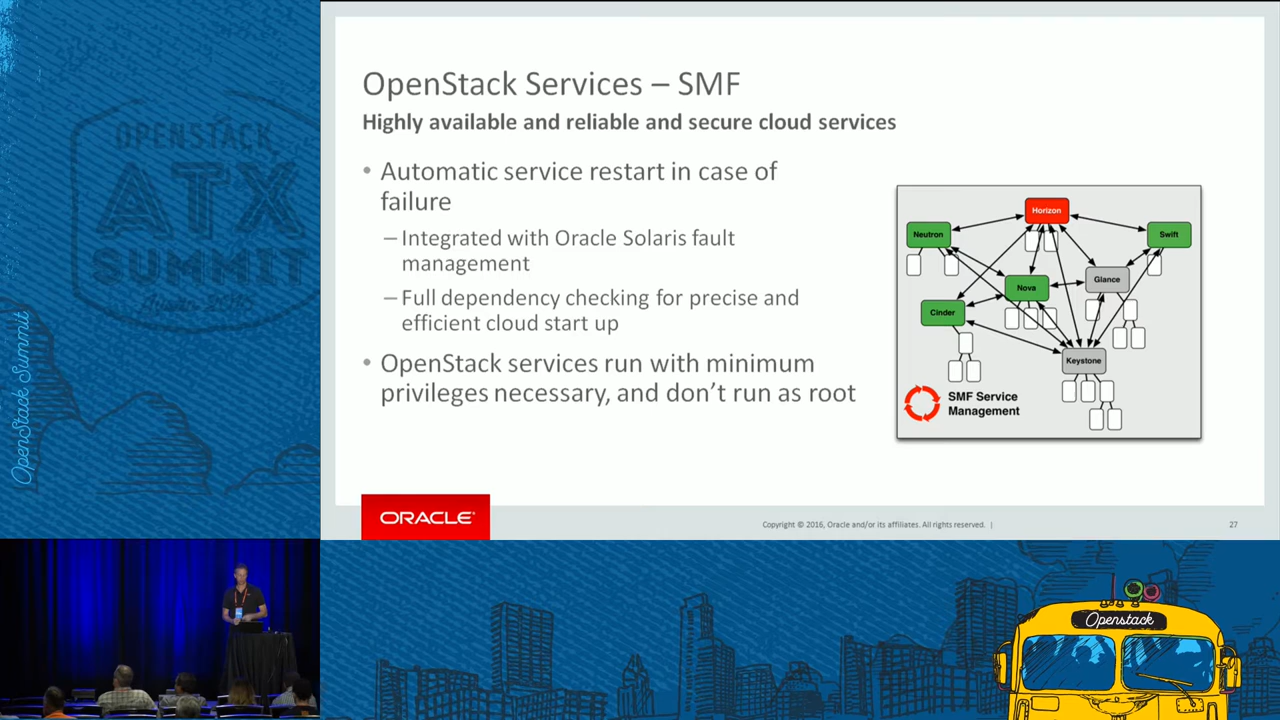 OPENSTACK
ATX
SUMMIT
OpenStack Summit
OpenStack Services – SMF
Highly available and reliable and secure cloud services
• Automatic service restart in case of
failure
– Integrated with Oracle Solaris fault
management
– Full dependency checking for precise and
efficient cloud start up
• OpenStack services run with minimum
privileges necessary, and don’t run as root
Horizon
Neutron
Swift
Glance
Nova
Cinder
Keystone
SMF Service
Management
ORACLE
Copyright © 2016, Oracle and/or its affiliates. All rights reserved. |
27
Openstack